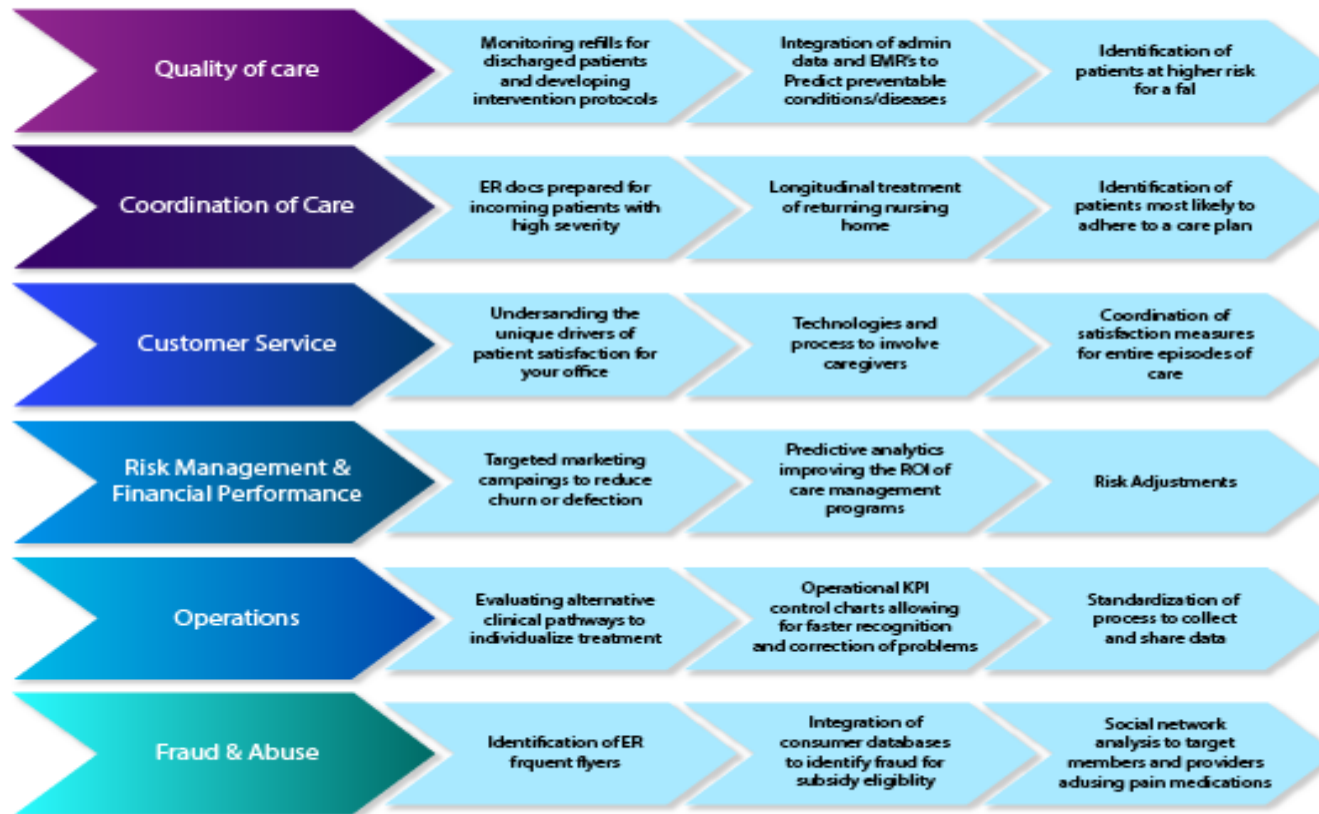 Quality of care
Monitoring refills for
discharged patients
and developing
intervention protocols
Integration of admin
data and EMR's to
Predict preventable
conditions/diseases
Identification of
patients at higher risk
for a fal
Coordination of Care
ER docs prepared for
incoming patients with
high severity
Longitudinal treatment
of returning nursing
home
Identification of
patients most likely to
adhere to a care plan
Customer Service
Undersanding the
unique drivers of
patient satisfaction for
your office
Technologies and
process to involve
caregivers
Coordination of
satisfaction measures
for entire episodes of
care
Risk Management &
Financial Performance
Targeted marketing
campaings to reduce
churn or defection
Predictive analytics
improving the ROI of
care management
programs
Risk Adjustments
Operations
Evaluating alternative
clinical pathways to
individualize treatment
Operational KPI
control charts allowing
for faster recognition
and correction of problems
Standardization of
process to collect
and share data
Fraud & Abuse
Identification of ER
frquent flyers
Integration of
consumer databases
to identify fraud for
subsidy eligiblity
Social network
analysis to target
members and providers
adusing pain medications